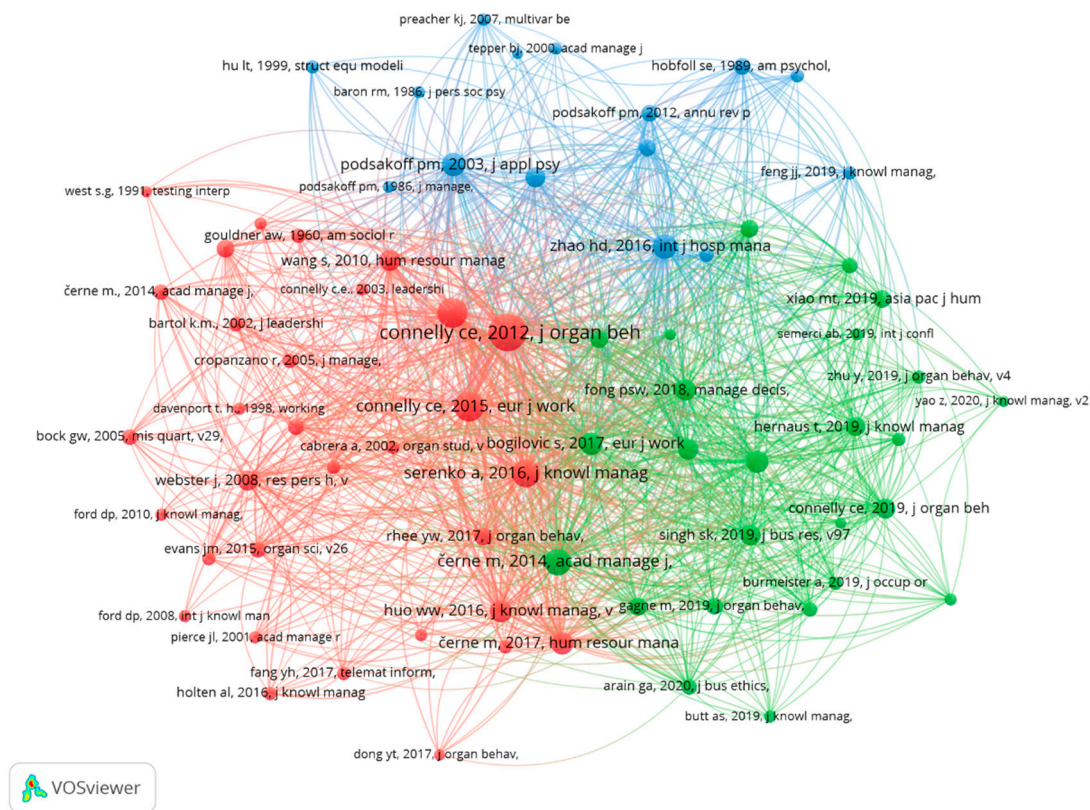 preacher kj, 2007, multivar be
tepper bj, 2000, acad manage j
hu lt, 1999, struct equ modeli
hobfoll se, 1989, am psychol,
baron rm, 1986, j pers soc psy
podsakoff pm, 2012, annu rev p
podsakoff pm, 2003, j appl psy
feng jj, 2019, j knowl manag,
west s.g, 1991, testing interp
podsakoff pm, 1986, j manage,
gouldner aw, 1960, am sociol r
zhao hd, 2016, int j hosp mana
wang s, 2010, hum resour manag
connelly c.e., 2003, leadershi
černe m., 2014, acad manage j,
xiao mt, 2019, asia pac j hum
bartol k.m., 2002, j leadershi
connelly ce, 2012, j organ beh
semerci ab, 2019, int j confl
cropanzano r, 2005, j manage,
zhu y, 2019, j organ behav, v4
fong psw, 2018, manage decis,
yao z, 2020, j knowl manag, v2
davenport t. h., 1998, working
connelly ce, 2015, eur j work
hernaus t, 2019, j knowl manag
bock gw, 2005, mis quart, v29,
cabrera a, 2002, organ stud, v
bogilovic s, 2017, eur j work
webster j, 2008, res pers h, v
serenko a, 2016, j knowl manag
connelly ce, 2019, j organ beh
ford dp, 2010, j knowl manag,
rhee yw, 2017, j organ behav,
singh sk, 2019, j bus res, v97
evans jm, 2015, organ sci, v26
černe m, 2014, acad manage j,
burmeister a, 2019, j occup or
ford dp, 2008, int j knowl man
huo ww, 2016, j knowl manag, v
gagne m, 2019, j organ behav,
pierce jl, 2001, acad manage r
černe m, 2017, hum resour mana
fang yh, 2017, telemat inform,
holten al, 2016, j knowl manag
arain ga, 2020, j bus ethics,
butt as, 2019, j knowl manag,
dong yt, 2017, j organ behav,
VOSviewer